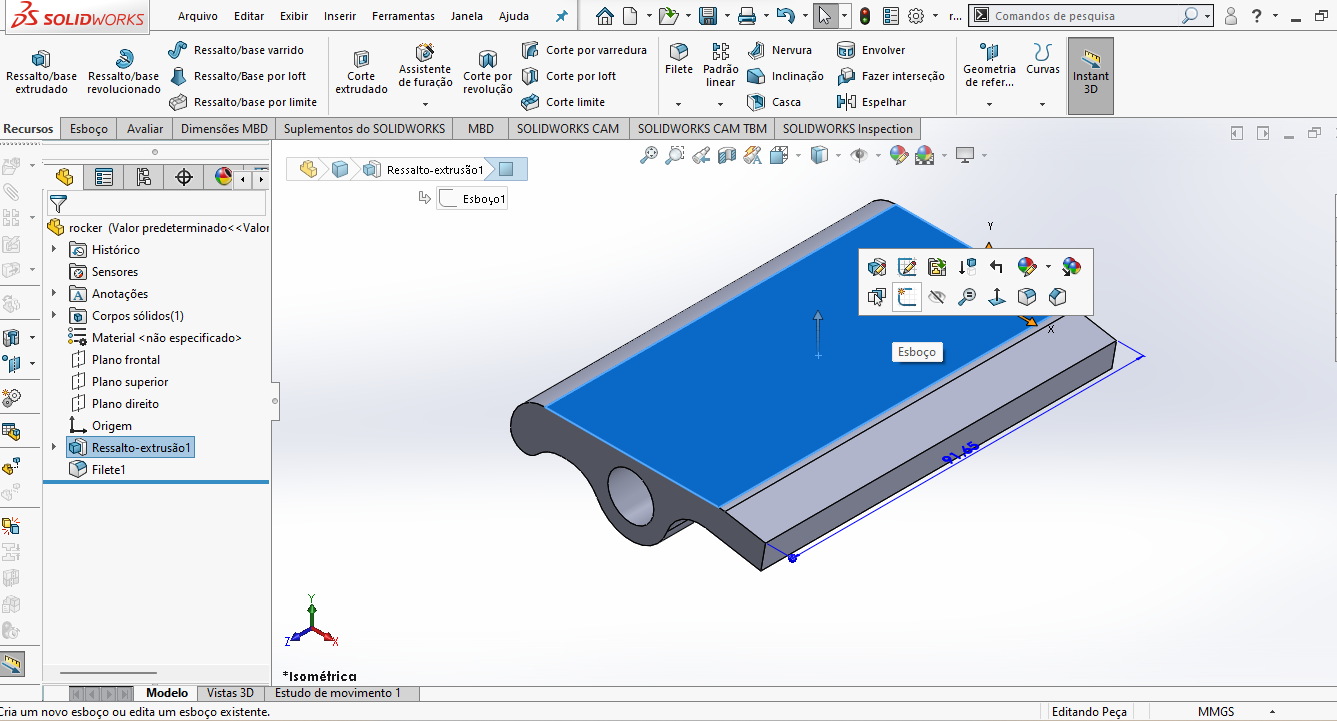 SOLIDWORKS
Arquivo Editar Exibir Inserir Ferramentas Janela Ajuda
r... Comandos de pesquisa
Ressalto/base extrudado
Ressalto/base revolucionado
Ressalto/base varrido
Ressalto/Base por loft
Ressalto/base por limite
Corte extrudado
Assistente de furação
Corte por revolução
Corte por varredura
Corte por loft
Corte limite
Filete
Padrão linear
Nervura
Inclinação
Casca
Envolver
Fazer interseção
Espelhar
Geometria de refer...
Curvas
Instant 3D
Recursos Esboço Avaliar Dimensões MBD Suplementos do SOLIDWORKS MBD SOLIDWORKS CAM SOLIDWORKS CAM TBM SOLIDWORKS Inspection
Ressalto-extrusão1
Esboço1
rocker (Valor predeterminado<<Valor
Histórico
Sensores
Anotações
Corpos sólidos(1)
Material <não especificado>
Plano frontal
Plano superior
Plano direito
Origem
Ressalto-extrusão1
Filete1
Y
X
Esboço
91,65
Y
Z
X
*Isométrica
Modelo Vistas 3D Estudo de movimento 1
Cria um novo esboço ou edita um esboço existente.
Editando Peça MMGS